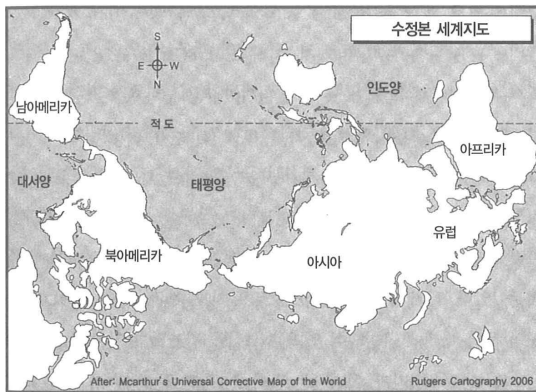 수정본 세계지도
S
E W
N
남아메리카
인도양
적도
아프리카
대서양
태평양
유럽
북아메리카
아시아
After: Mcarthur's Universal Corrective Map of the World
Rutgers Cartography 2006